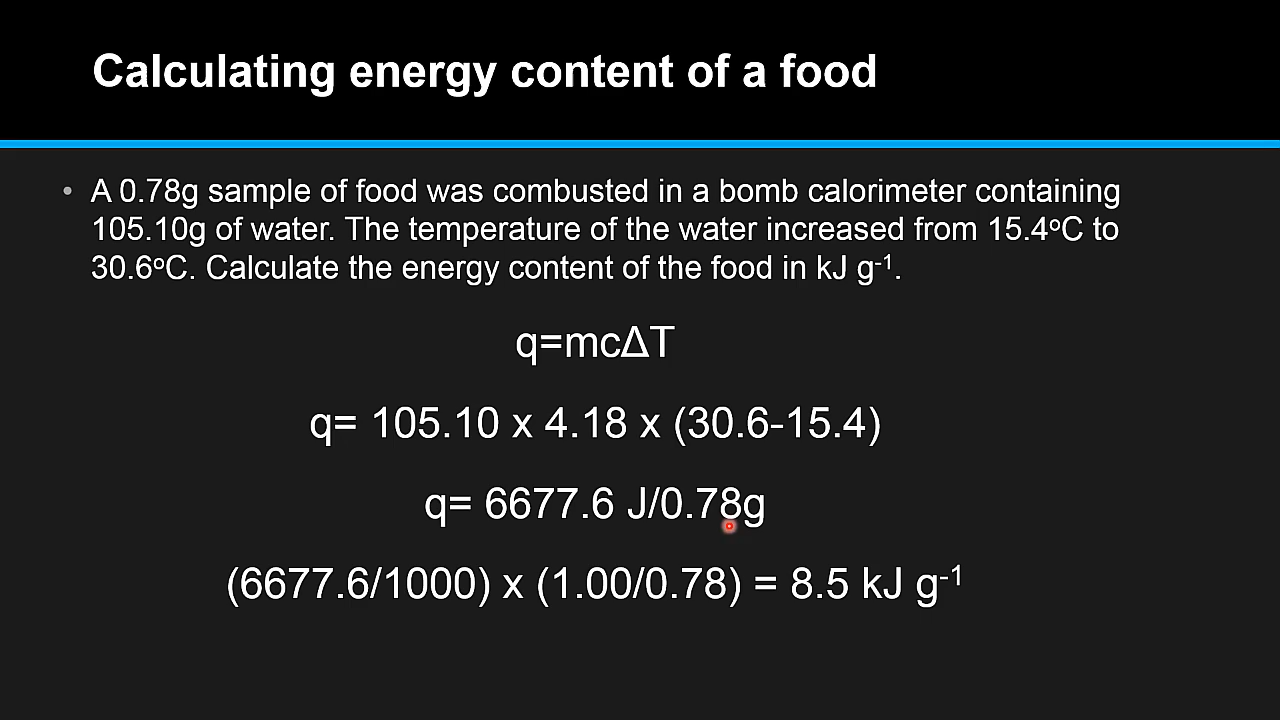 Calculating energy content of a food
• A 0.78g sample of food was combusted in a bomb calorimeter containing
105.10g of water. The temperature of the water increased from 15.4ᵒC to
30.6ᵒC. Calculate the energy content of the food in kJ g⁻¹.
q=mcΔT
q= 105.10 x 4.18 x (30.6-15.4)
q= 6677.6 J/0.78g
(6677.6/1000) x (1.00/0.78) = 8.5 kJ g⁻¹